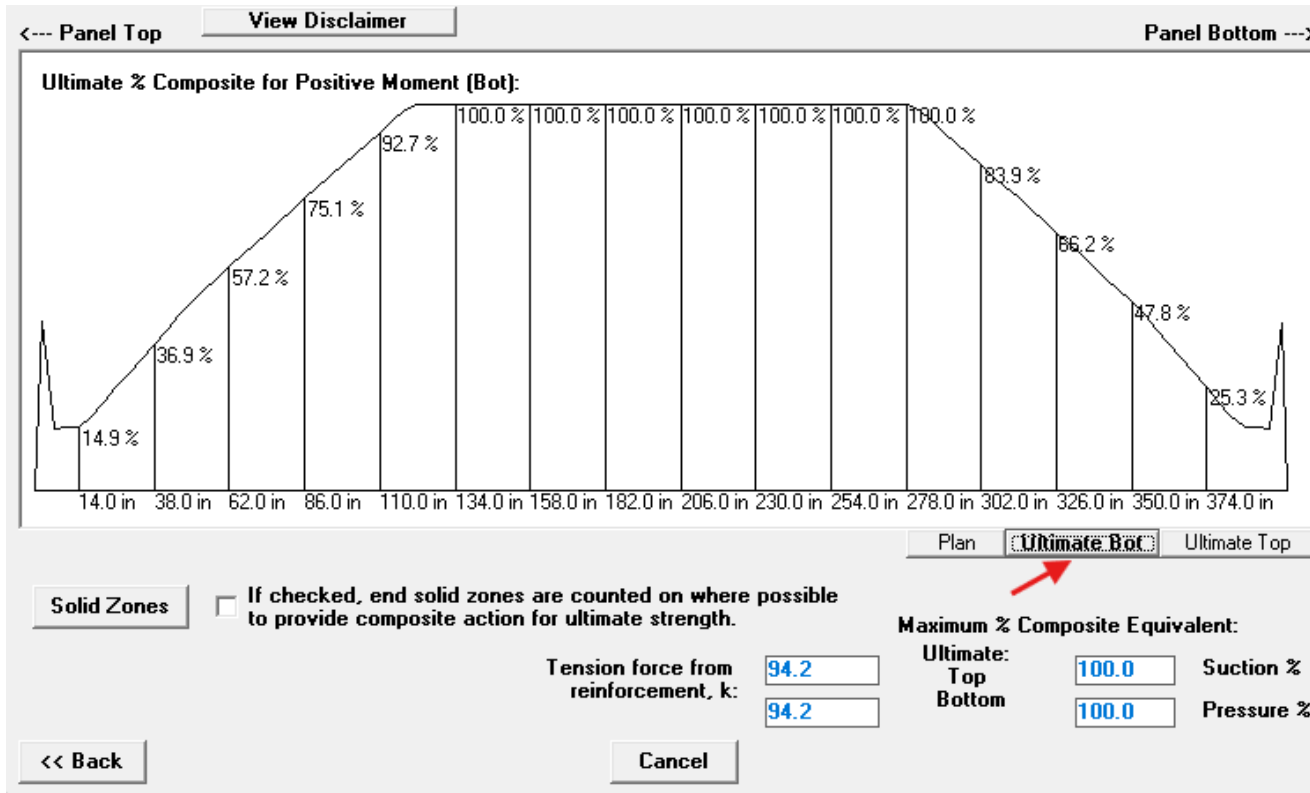 View Disclaimer
<--- Panel Top
Panel Bottom --->
Ultimate % Composite for Positive Moment (Bot):
100.0 % 100.0 % 100.0 % 100.0 % 100.0 % 100.0 % 100.0 %
92.7 %
83.9 %
75.1 %
66.2 %
57.2 %
47.8 %
36.9 %
25.3 %
14.9 %
14.0 in 38.0 in 62.0 in 86.0 in 110.0 in 134.0 in 158.0 in 182.0 in 206.0 in 230.0 in 254.0 in 278.0 in 302.0 in 326.0 in 350.0 in 374.0 in
Plan Ultimate Bot Ultimate Top
Solid Zones
If checked, end solid zones are counted on where possible
to provide composite action for ultimate strength.
Maximum % Composite Equivalent:
Tension force from
reinforcement, k:
94.2
94.2
Ultimate:
Top
Bottom
100.0 Suction %
100.0 Pressure %
<< Back
Cancel